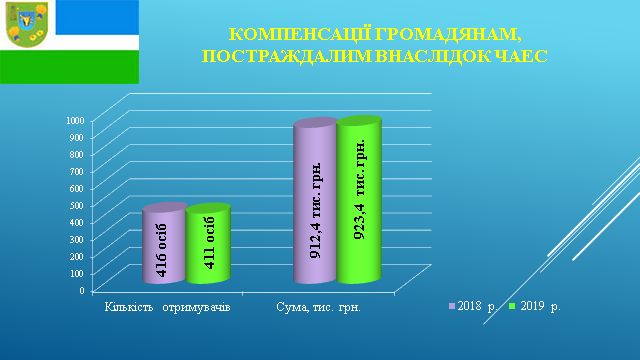 КОМПЕНСАЦІЇ ГРОМАДЯНАМ,
ПОСТРАЖДАЛИМ ВНАСЛІДОК ЧАЕС
1000
900
800
700
600
500
400
300
200
100
0
416 осіб
411 осіб
912,4 тис. грн.
923,4 тис. грн.
Кількість отримувачів
Сума, тис. грн.
2018 р.
2019 р.